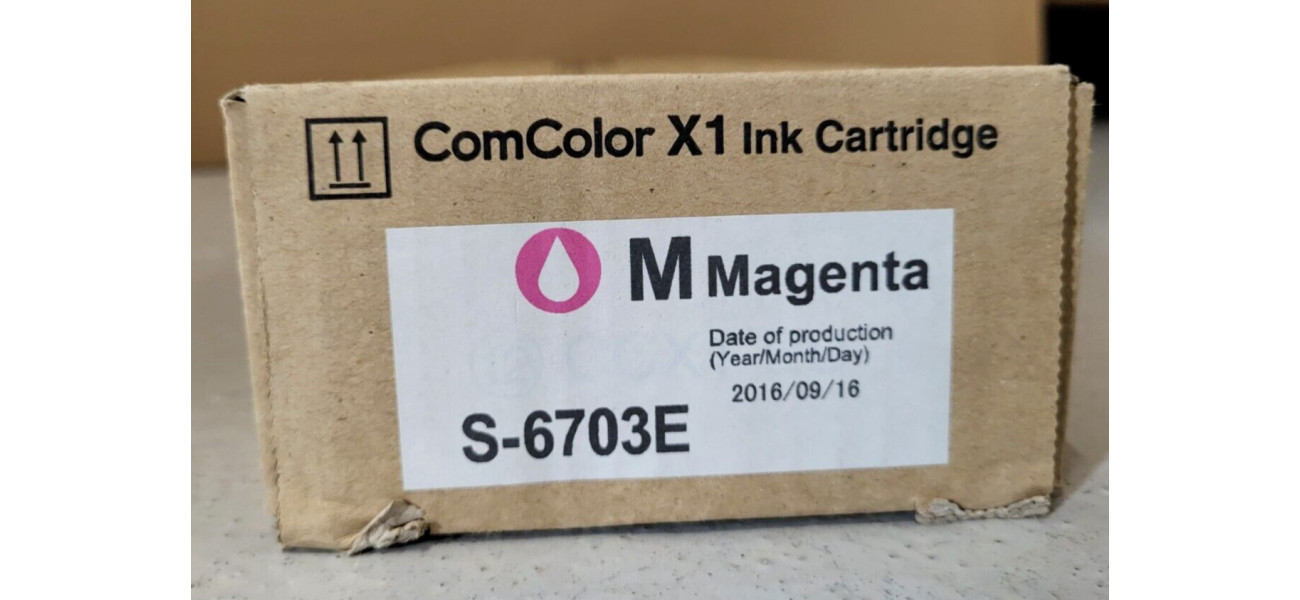 ComColor X1 Ink Cartridge
M Magenta
Date of production
(Year/Month/Day)
2016/09/16
S-6703E